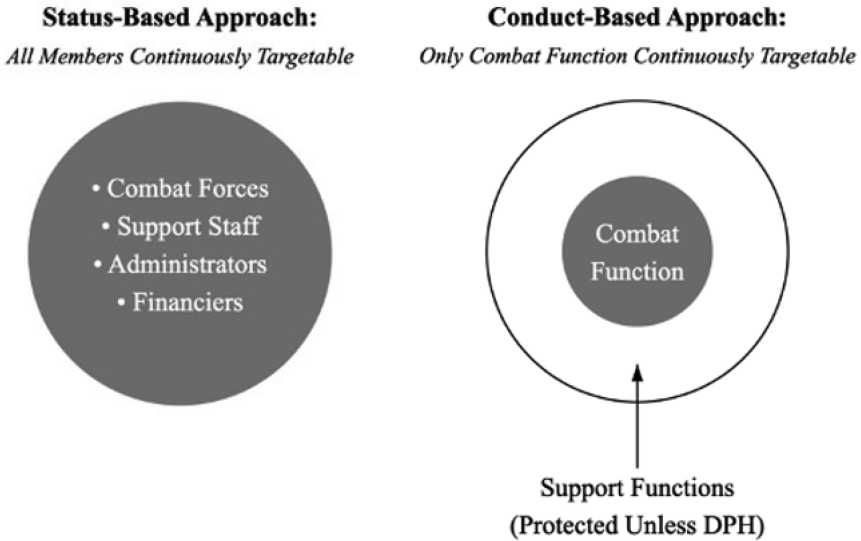 Status-Based Approach:
All Members Continuously Targetable
• Combat Forces
• Support Staff
• Administrators
• Financiers
Conduct-Based Approach:
Only Combat Function Continuously Targetable
Combat
Function
Support Functions
(Protected Unless DPH)